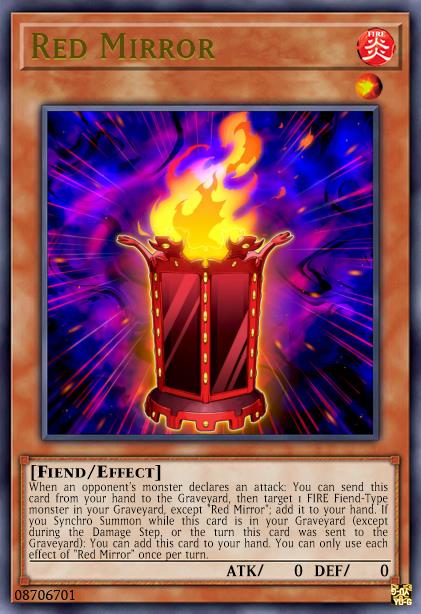 RED MIRROR
FIRE
炎
[FIEND/EFFECT]
When an opponent's monster declares an attack: You can send this
card from your hand to the Graveyard, then target 1 FIRE Fiend-Type
monster in your Graveyard, except "Red Mirror"; add it to your hand. If
you Synchro Summon while this card is in your Graveyard (except
during the Damage Step, or the turn this card was sent to the
Graveyard): You can add this card to your hand. You can only use each
effect of "Red Mirror" once per turn.
ATK/ 0 DEF/ 0
08706701